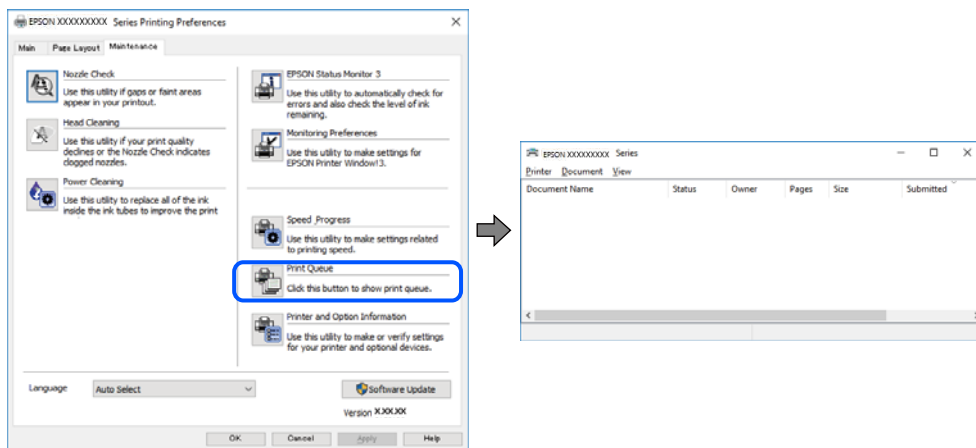 EPSON XXXXXXXXX Series Printing Preferences
Main Page Layout Maintenance
Nozzle Check
Use this utility if gaps or faint areas
appear in your printout.
Head Cleaning
Use this utility if your print quality
declines or the Nozzle Check indicates
clogged nozzles.
Power Cleaning
Use this utility to replace all of the ink
inside the ink tubes to improve the print
EPSON Status Monitor 3
Use this utility to automatically check for
errors and also check the level of ink
remaining.
Monitoring Preferences
Use this utility to make settings for
EPSON Printer Window!3.
Speed_Progress
Use this utility to make settings related
to printing speed.
Print Queue
Click this button to show print queue.
Printer and Option Information
Use this utility to make or verify settings
for your printer and optional devices.
Language Auto Select
Software Update
Version X.XX.XX
OK Cancel Apply Help
EPSON XXXXXXXXX Series
Printer Document View
Document Name Status Owner Pages Size Submitted